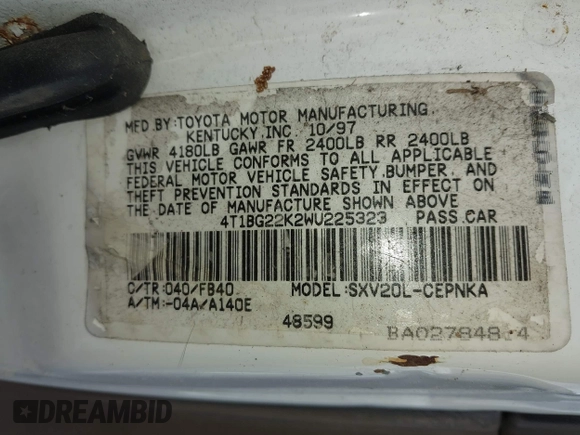 MFD.BY:TOYOTA MOTOR MANUFACTURING
KENTUCKY,INC. 10/97
GVWR 4180LB GAWR FR 2400LB RR 2400LB
THIS VEHICLE CONFORMS TO ALL APPLICABLE
FEDERAL MOTOR VEHICLE SAFETY,BUMPER, AND
THEFT PREVENTION STANDARDS IN EFFECT ON
THE DATE OF MANUFACTURE SHOWN ABOVE
4T1BG22K2WU225323 PASS.CAR
C/TR:040/FB40 MODEL:SXV20L-CEPNKA
A/TM:-04A/A140E
48599
DREAMBID